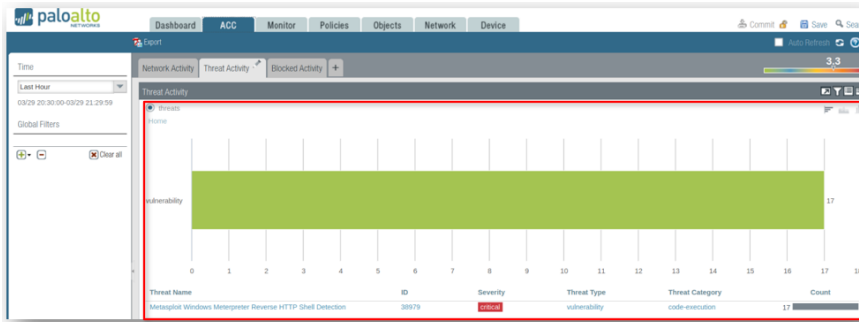 paloalto
NETWORKS
Dashboard ACC Monitor Policies Objects Network Device
Commit Save
Export
Auto Refresh
Time
Network Activity Threat Activity Blocked Activity
3.3
Last Hour
Threat Activity
03/29 20:30:00-03/29 21:29:59
threats
Home
Global Filters
Clear all
vulnerability 17
0 1 2 3 4 5 6 7 8 9 10 11 12 13 14 15 16 17
Threat Name ID Severity Threat Type Threat Category Count
Metasploit Windows Meterpreter Reverse HTTP Shell Detection 38979 critical vulnerability code-execution 17